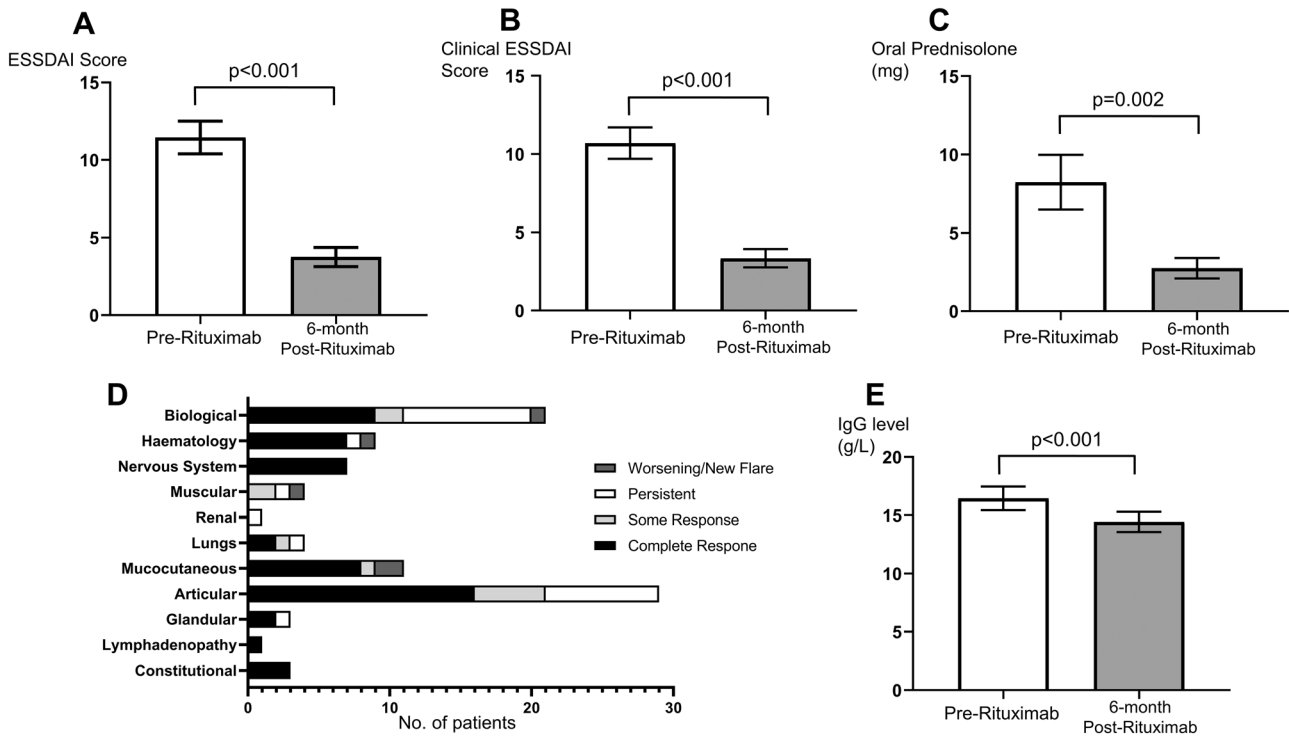 A
ESSDAI Score
p<0.001
15
10
5
0
Pre-Rituximab
6-month
Post-Rituximab
B
Clinical ESSDAI
Score
p<0.001
15
10
5
0
Pre-Rituximab
6-month
Post-Rituximab
C
Oral Prednisolone
(mg)
p=0.002
15
10
5
0
Pre-Rituximab
6-month
Post-Rituximab
D
Biological
Haematology
Nervous System
Muscular
Renal
Lungs
Mucocutaneous
Articular
Glandular
Lymphadenopathy
Constitutional
0 10 20 30
No. of patients
Worsening/New Flare
Persistent
Some Response
Complete Respone
E
IgG level
(g/L)
p<0.001
20
15
10
5
0
Pre-Rituximab
6-month
Post-Rituximab